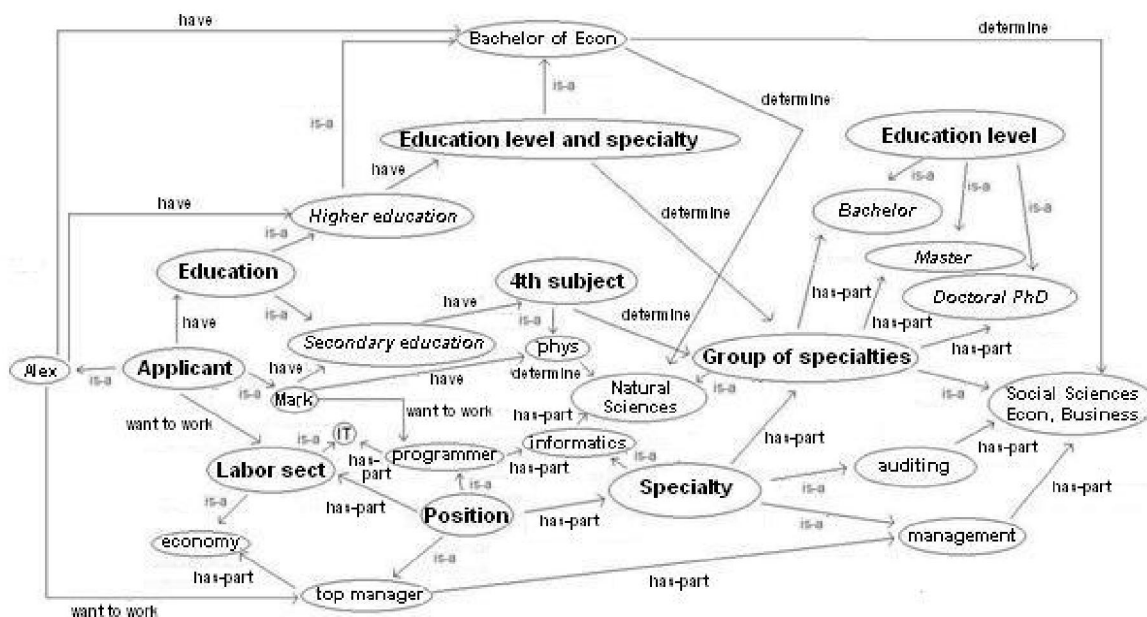 have
determine
Bachelor of Econ
is-a
determine
is-a
Education level and specialty
Education level
have
is-a
is-a
is-a
have
Higher education
determine
Bachelor
is-a
Master
Education
4th subject
has-part
Doctoral PhD
have
is-a
is-a
determine
has-part
have
Secondary education
phys
Group of specialties
has-part
Alex
is-a
Applicant
have
have
determine
is-a
Mark
Natural
Sciences
is-a
is-a
Social Sciences
Econ, Business
want to work
want to work
has-part
is-a
IT
programmer
informatics
has-part
has-part
has-part
has-part
is-a
auditing
Labor sect
is-a
Specialty
is-a
is-a
has-part
Position
has-part
has-part
economy
is-a
is-a
management
has-part
has-part
top manager
want to work